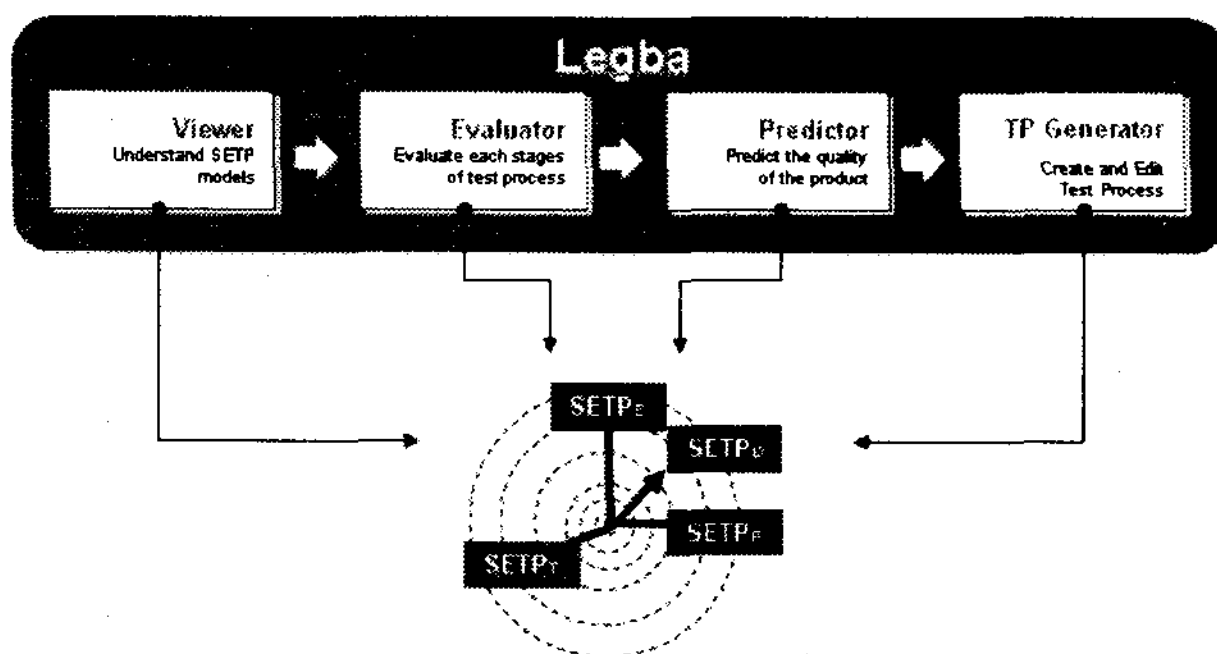 Legba
Viewer
Understand SETP
models
Evaluator
Evaluate each stages
of test process
Predictor
Predict the quality
of the product
TP Generator
Create and Edit
Test Process
SETP
SETP
SETP
SETPT